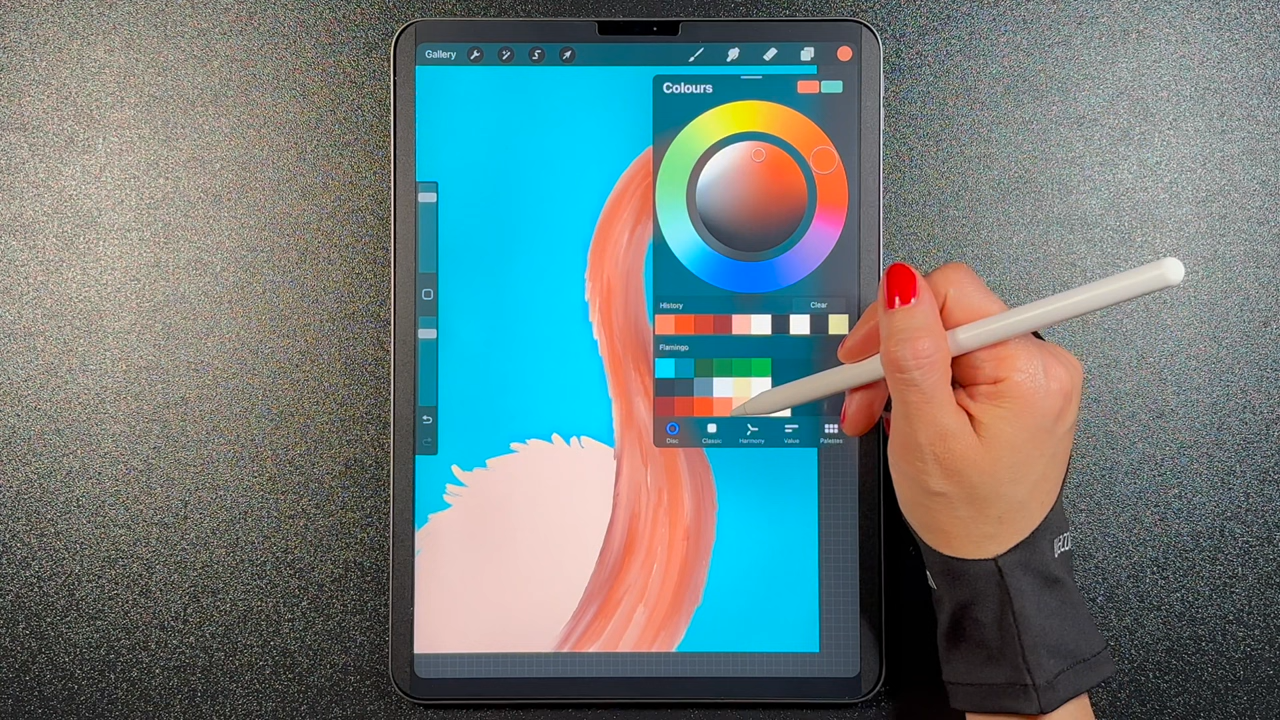 Gallery
Colours
History Clear
Flamingo
Disc Classic Harmony Value Palettes